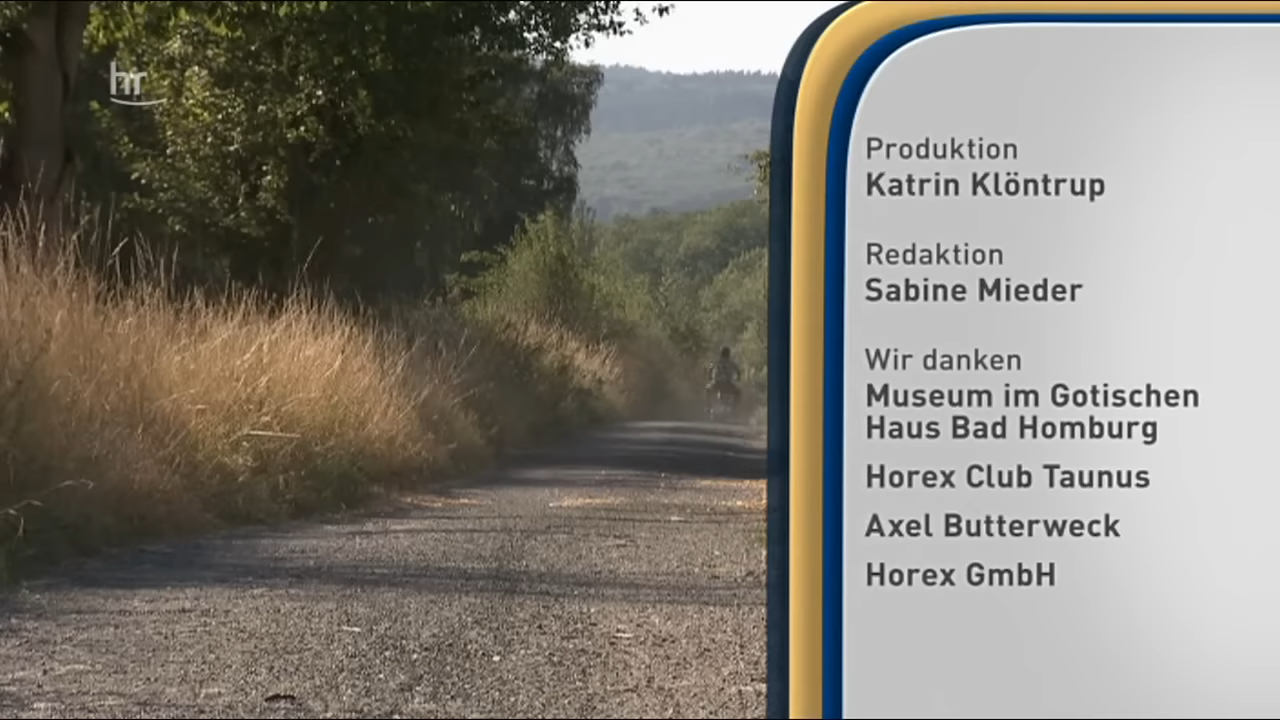 hr
Produktion
Katrin Klöntrup
Redaktion
Sabine Mieder
Wir danken
Museum im Gotischen
Haus Bad Homburg
Horex Club Taunus
Axel Butterweck
Horex GmbH